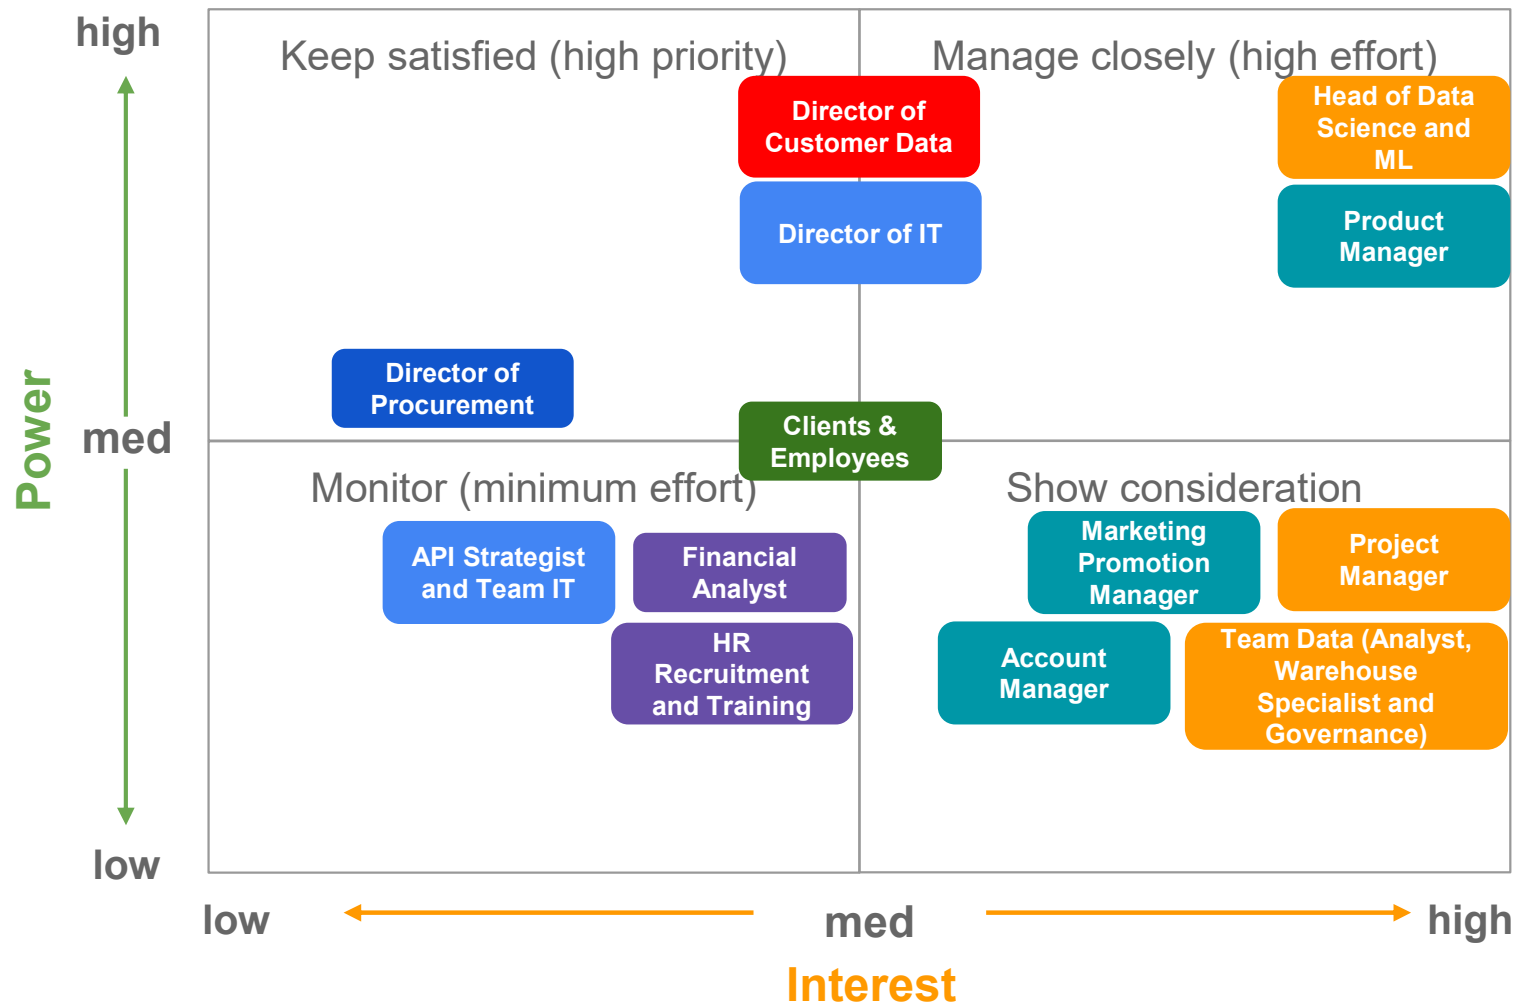 high
Keep satisfied (high priority)
Manage closely (high effort)
Director of
Customer Data
Head of Data
Science and
ML
Director of IT
Product
Manager
Director of
Procurement
Clients &
Employees
Power
med
Monitor (minimum effort)
Show consideration
API Strategist
and Team IT
Financial
Analyst
Marketing
Promotion
Manager
Project
Manager
HR
Recruitment
and Training
Account
Manager
Team Data (Analyst,
Warehouse
Specialist and
Governance)
low
low
med
high
Interest